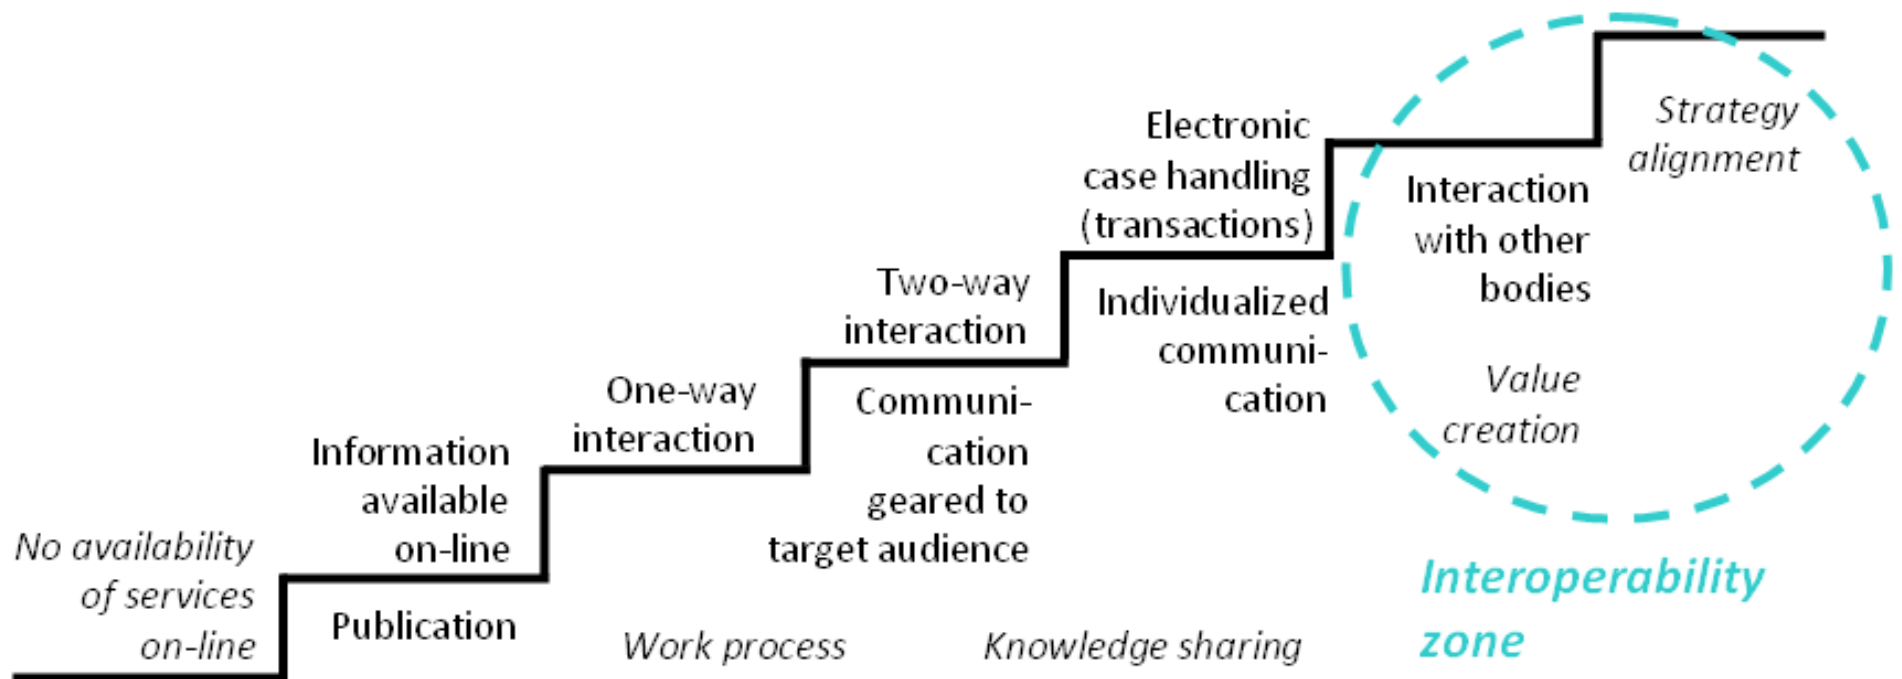 No availability
of services
on-line
Information
available
on-line
Publication
One-way
interaction
Work process
Two-way
interaction
Communi-
cation
geared to
target audience
Knowledge sharing
Electronic
case handling
(transactions)
Individualized
communi-
cation
Interaction
with other
bodies
Value
creation
Strategy
alignment
Interoperability
zone